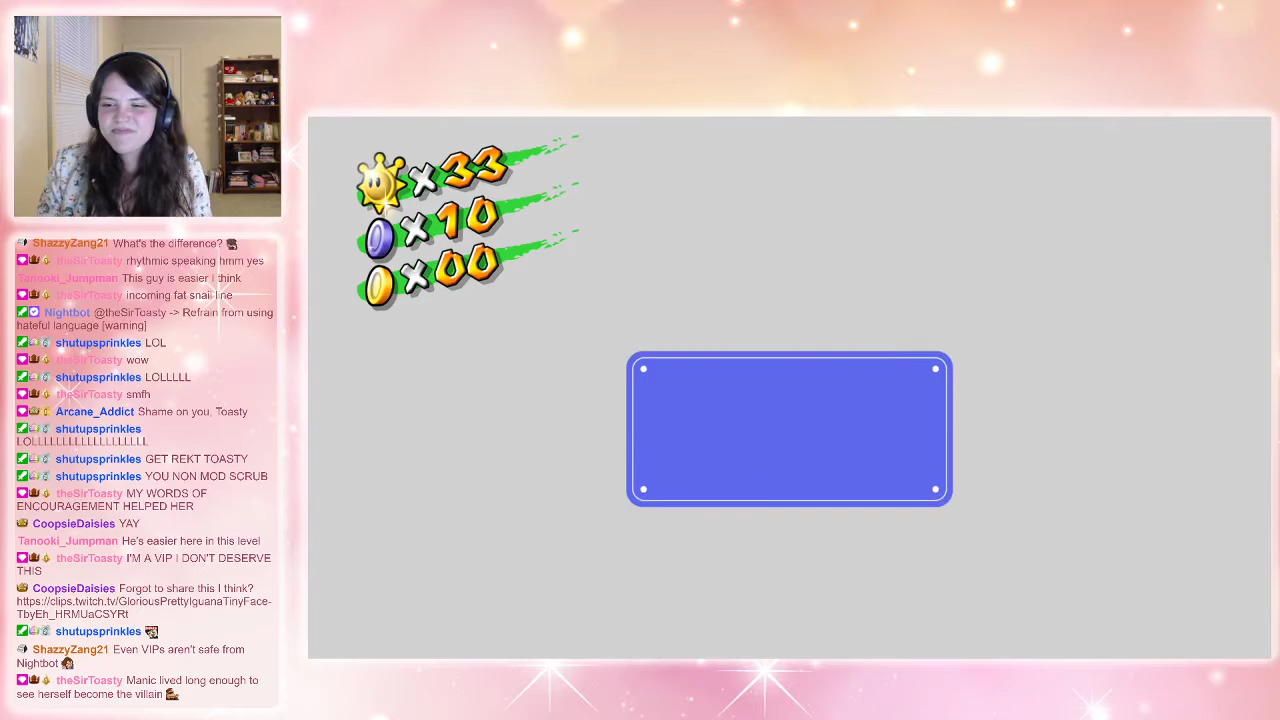 ShazzyZang21 What's the difference?
theSirToasty rhythmic speaking hmm yes
Tanooki_Jumpman This guy is easier I think
theSirToasty incoming fat snail line
Nightbot @theSirToasty -> Refrain from using
hateful language [warning]
shutupsprinkles LOL
theSirToasty wow
shutupsprinkles LOLLLLL
theSirToasty smfh
Arcane_Addict Shame on you, Toasty
shutupsprinkles
LOLLLLLLLLLLLLLLLLLLL
shutupsprinkles GET REKT TOASTY
shutupsprinkles YOU NON MOD SCRUB
theSirToasty MY WORDS OF
ENCOURAGEMENT HELPED HER
CoopsieDaisies YAY
Tanooki_Jumpman He's easier here in this level
theSirToasty I'M A VIP I DON'T DESERVE
THIS
CoopsieDaisies Forgot to share this I think?
https://clips.twitch.tv/GloriousPrettyIguanaTinyFace-
TbyEh_HRMUaCSYRt
shutupsprinkles
ShazzyZang21 Even VIPs aren't safe from
Nightbot
theSirToasty Manic lived long enough to
see herself become the villain
×33
×10
×00